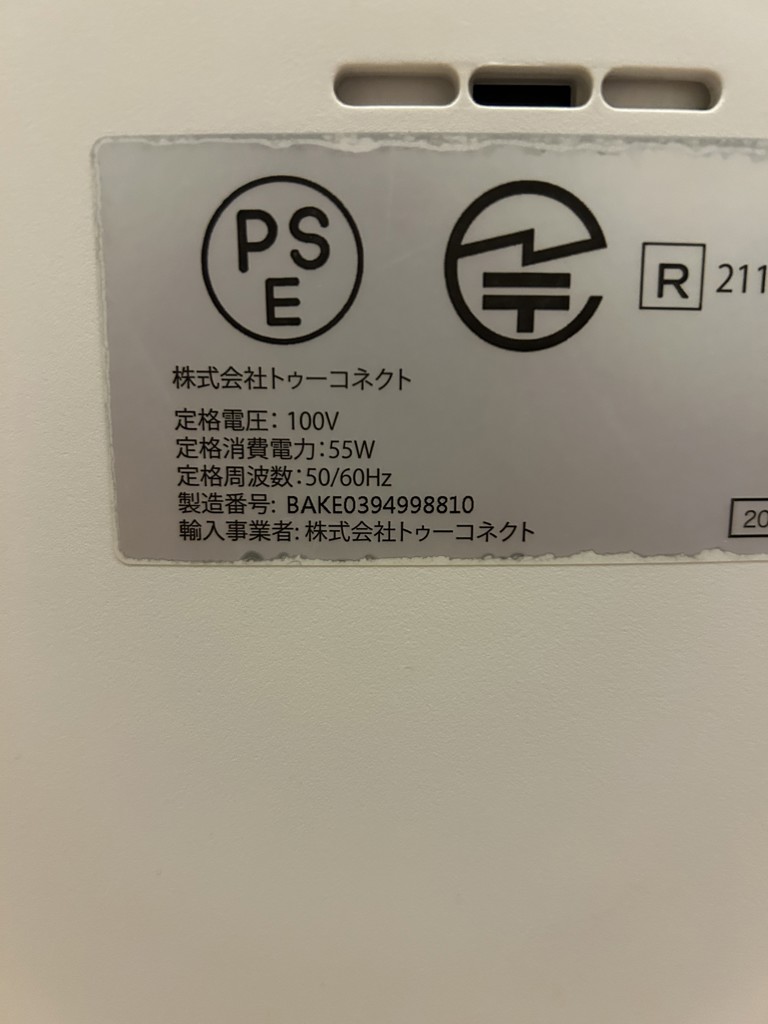 PS
E
R 211
株式会社トゥーコネクト
定格電圧: 100V
定格消費電力:55W
定格周波数:50/60Hz
製造番号: BAKE0394998810
輸入事業者: 株式会社トゥーコネクト
20